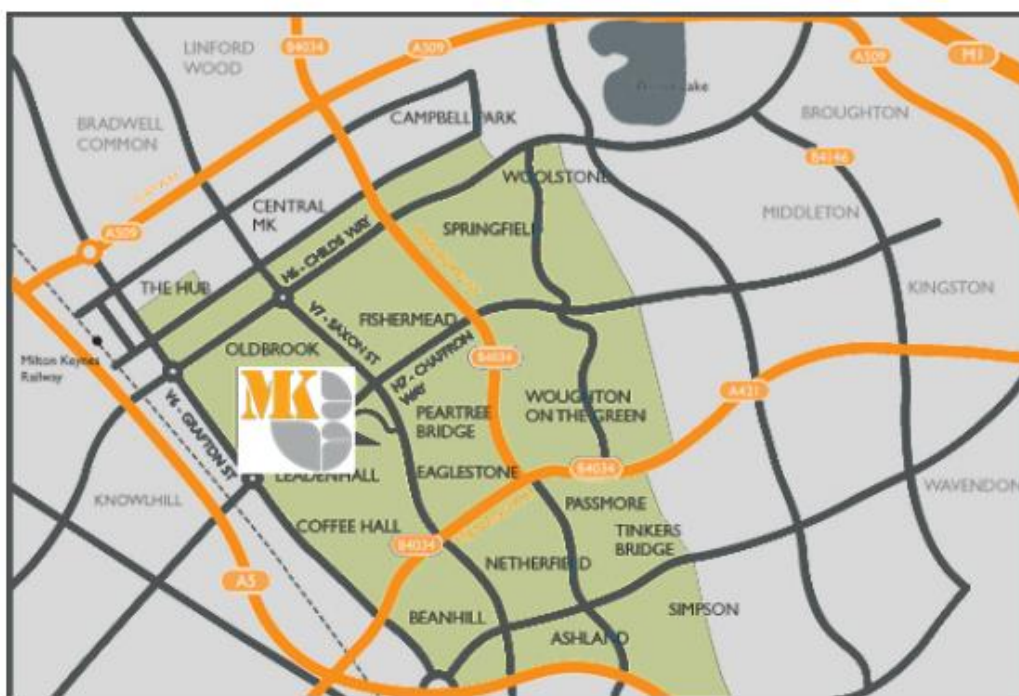 LINFORD
WOOD
B4034
A509
A509
M1
BRADWELL
COMMON
CAMPBELL PARK
Lake
BROUGHTON
B4146
WOOLSTONE
CENTRAL
MK
MIDDLETON
A509
SPRINGFIELD
H6 - CHILDS WAY
THE HUB
KINGSTON
V7 - SAXON ST
FISHERMEAD
OLDBROOK
Milton Keynes
Railway
H7 - CHAFFRON
WAY
B4034
MK
A421
V6 - GRAFTON ST
PEARTREE
BRIDGE
WOUGHTON
ON THE GREEN
LEADENHALL
EAGLESTONE
B4034
WAVENDON
KNOWLHILL
PASSMORE
COFFEE HALL
TINKERS
BRIDGE
B4034
NETHERFIELD
A5
BEANHILL
SIMPSON
ASHLAND